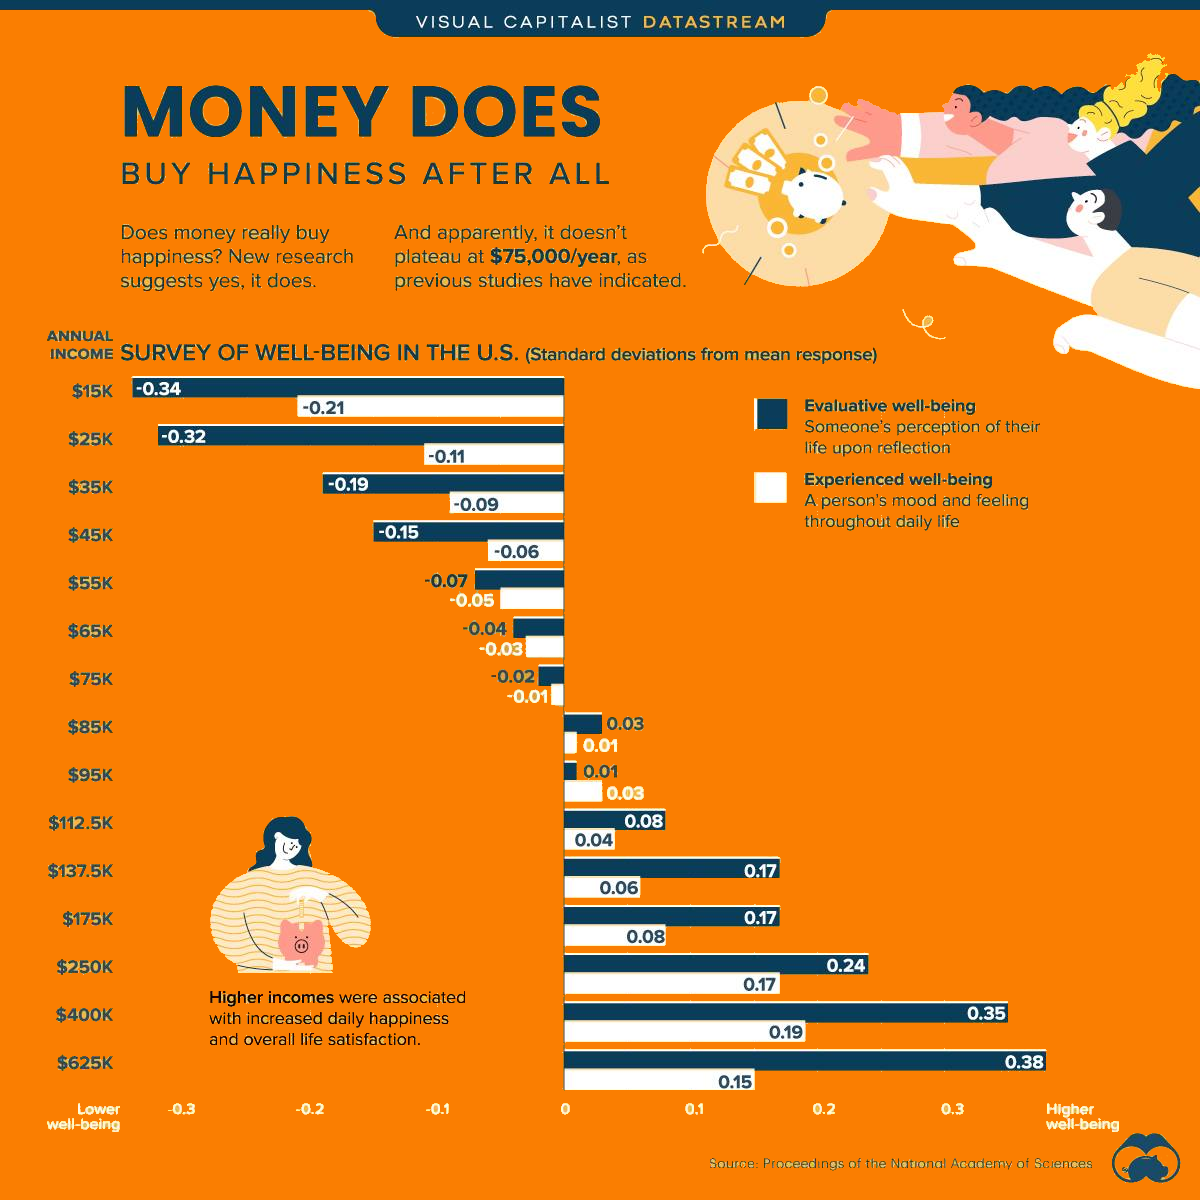 VISUAL CAPITALIST DATASTREAM
MONEY DOES
BUY HAPPINESS AFTER ALL
Does money really buy
happiness? New research
suggests yes, it does.
And apparently, it doesn't
plateau at $75,000/year, as
previous studies have indicated.
ANNUAL
INCOME
SURVEY OF WELL-BEING IN THE U.S. (Standard deviations from mean response)
$15K
-0.34
-0.21
$25K
-0.32
-0.11
$35K
-0.19
-0.09
$45K
-0.15
-0.06
$55K
-0.07
-0.05
$65K
-0.04
-0.03
$75K
-0.02
-0.01
$85K
0.03
0.01
$95K
0.01
0.03
$112.5K
0.08
0.04
$137.5K
0.17
0.06
$175K
0.17
0.08
$250K
0.24
0.17
$400K
0.35
0.19
$625K
0.38
0.15
Evaluative well-being
Someone's perception of their
life upon reflection
Experienced well-being
A person's mood and feeling
throughout daily life
Higher incomes were associated
with increased daily happiness
and overall life satisfaction.
Lower
well-being
-0.3 -0.2 -0.1 0 0.1 0.2 0.3
Higher
well-being
Source: Proceedings of the National Academy of Sciences